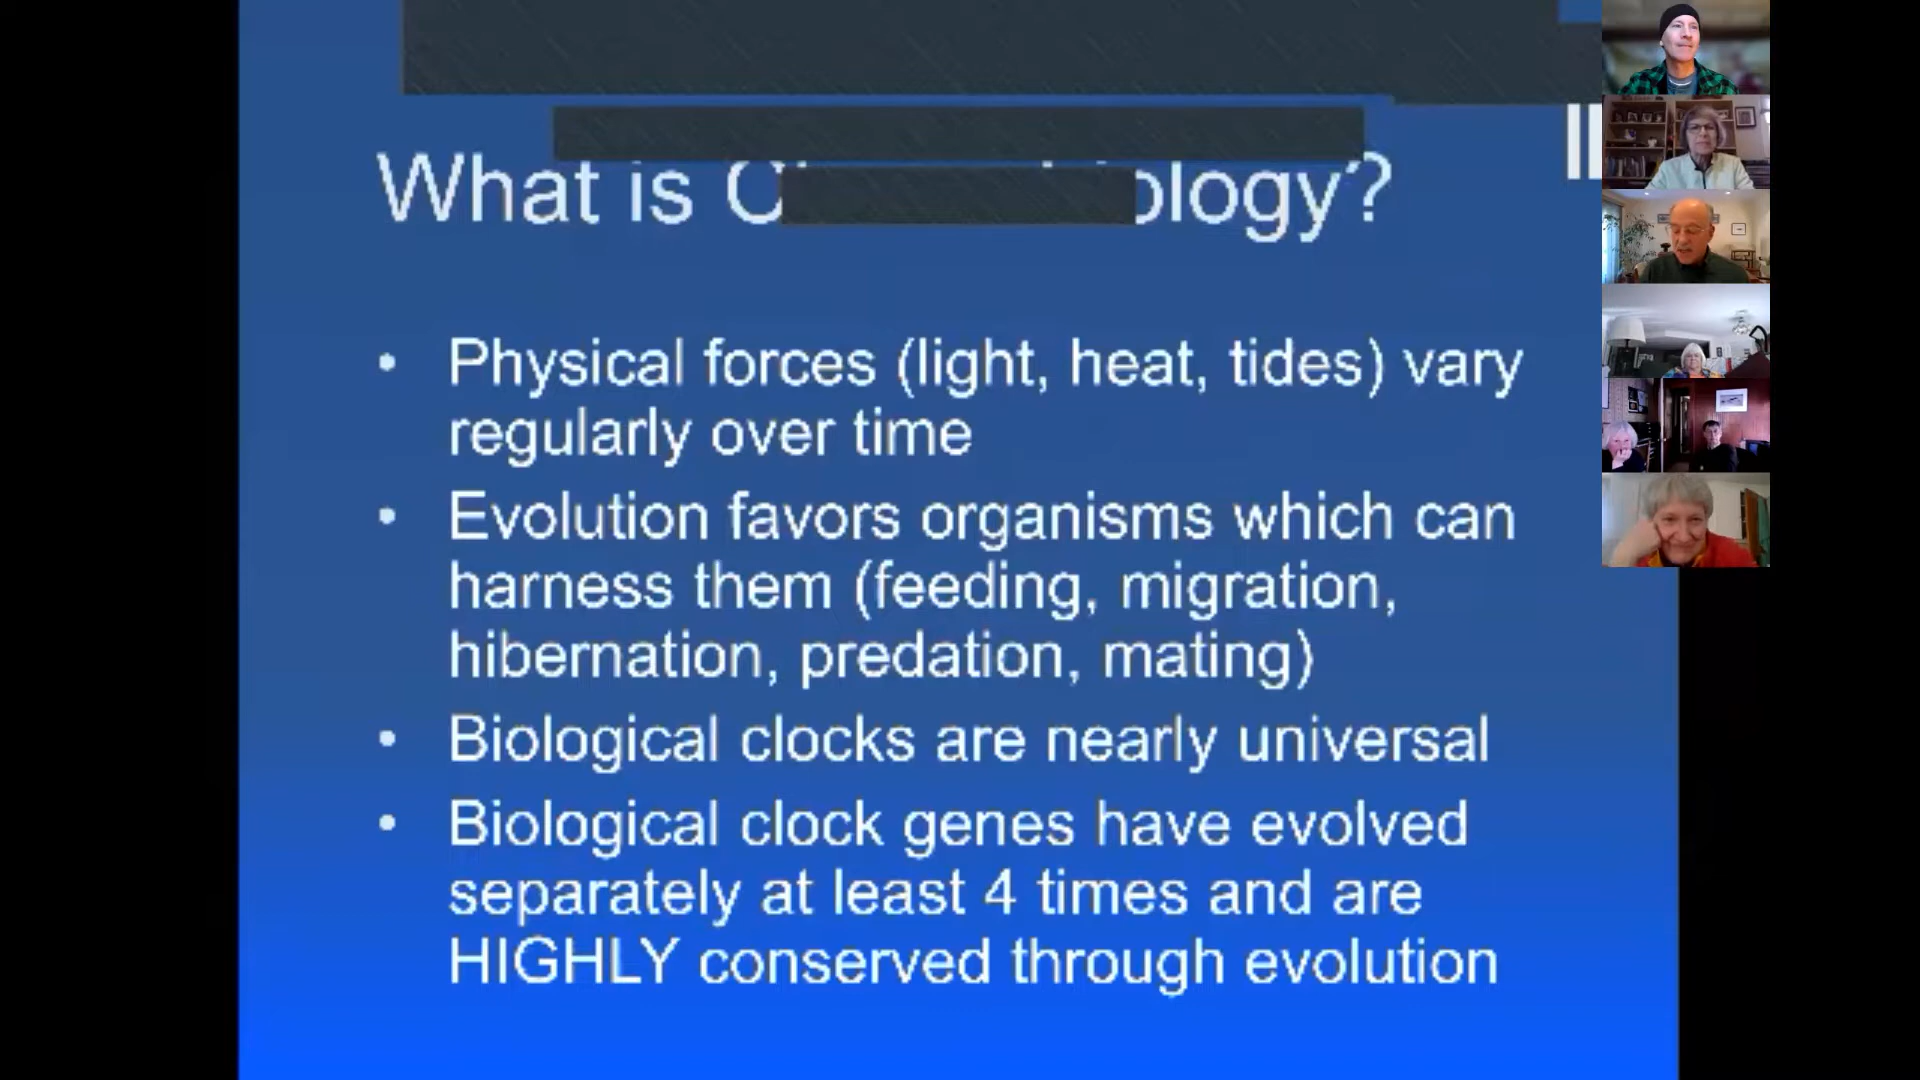 What is ology?
• Physical forces (light, heat, tides) vary
regularly over time
• Evolution favors organisms which can
harness them (feeding, migration,
hibernation, predation, mating)
• Biological clocks are nearly universal
• Biological clock genes have evolved
separately at least 4 times and are
HIGHLY conserved through evolution